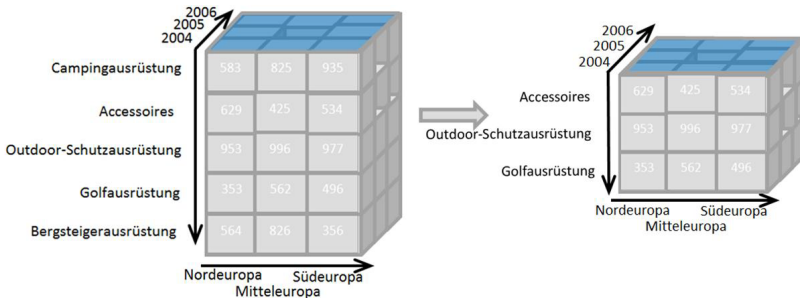 2006
2005
2004
Campingausrüstung 583 825 935
Accessoires 629 425 534
Outdoor-Schutzausrüstung 953 996 977
Golfausrüstung 353 562 496
Bergsteigerausrüstung 564 826 356
Nordeuropa Südeuropa
Mitteleuropa
2006
2005
2004
Accessoires 629 425 534
Outdoor-Schutzausrüstung 953 996 977
Golfausrüstung 353 562 496
Nordeuropa Südeuropa
Mitteleuropa